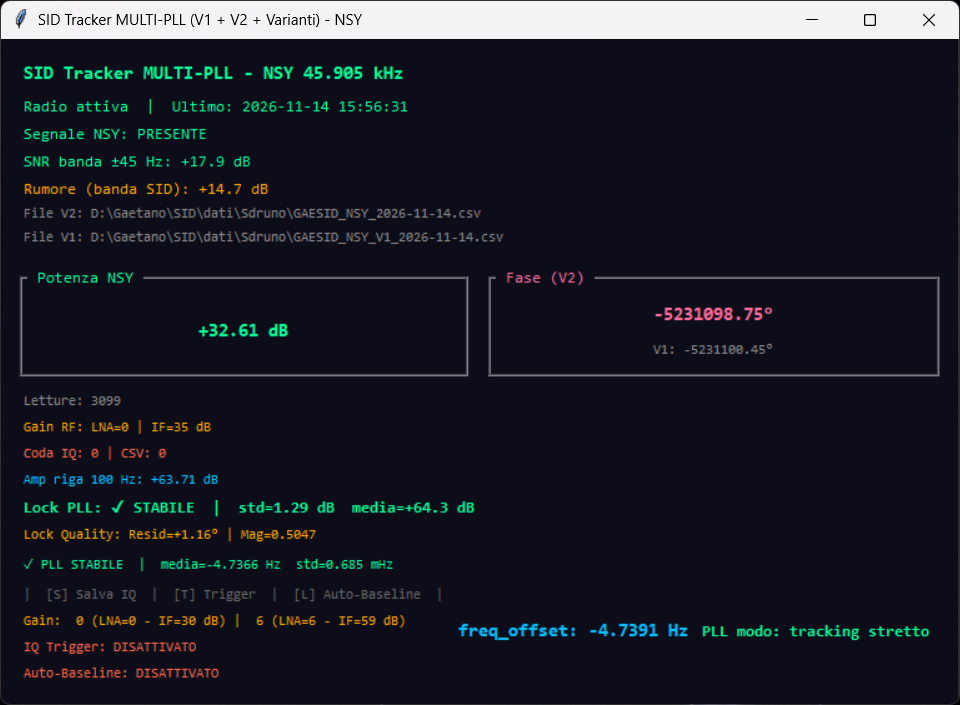 SID Tracker MULTI-PLL (V1 + V2 + Varianti) - NSY
SID Tracker MULTI-PLL - NSY 45.905 kHz
Radio attiva | Ultimo: 2026-11-14 15:56:31
Segnale NSY: PRESENTE
SNR banda ±45 Hz: +17.9 dB
Rumore (banda SID): +14.7 dB
File V2: D:\Gaetano\SID\dati\Sdruno\GAESID_NSY_2026-11-14.csv
File V1: D:\Gaetano\SID\dati\Sdruno\GAESID_NSY_V1_2026-11-14.csv
Potenza NSY
+32.61 dB
Fase (V2)
-5231098.75°
V1: -5231100.45°
Letture: 3099
Gain RF: LNA=0 | IF=35 dB
Coda IQ: 0 | CSV: 0
Amp riga 100 Hz: +63.71 dB
Lock PLL: ✓ STABILE | std=1.29 dB media=+64.3 dB
Lock Quality: Resid=+1.16° | Mag=0.5047
✓ PLL STABILE | media=-4.7366 Hz std=0.685 mHz
| [S] Salva IQ | [T] Trigger | [L] Auto-Baseline |
Gain: 0 (LNA=0 - IF=30 dB) | 6 (LNA=6 - IF=59 dB)
freq_offset: -4.7391 Hz PLL modo: tracking stretto
IQ Trigger: DISATTIVATO
Auto-Baseline: DISATTIVATO